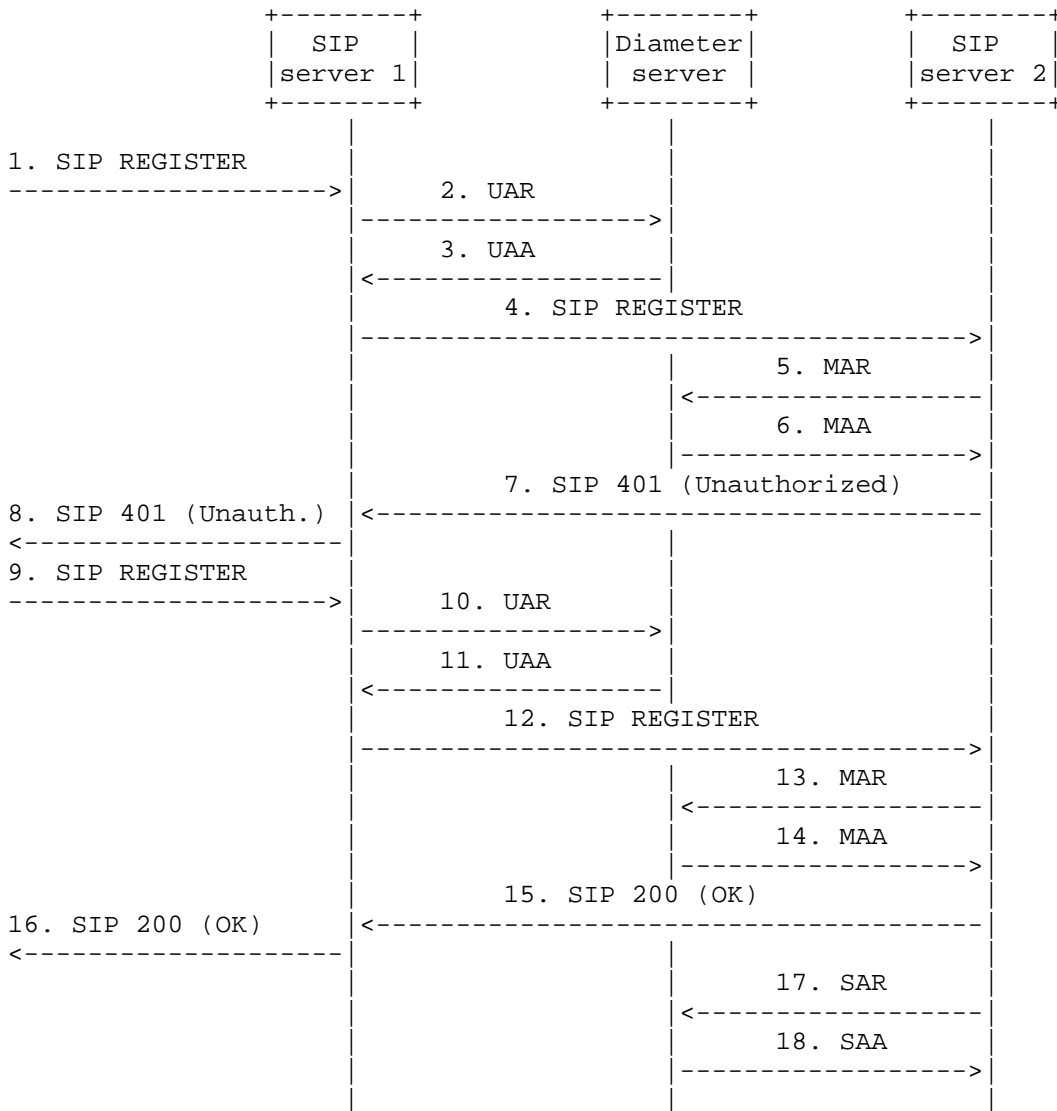 SIP server 1
Diameter server
SIP server 2
1. SIP REGISTER
2. UAR
3. UAA
4. SIP REGISTER
5. MAR
6. MAA
7. SIP 401 (Unauthorized)
8. SIP 401 (Unauth.)
9. SIP REGISTER
10. UAR
11. UAA
12. SIP REGISTER
13. MAR
14. MAA
15. SIP 200 (OK)
16. SIP 200 (OK)
17. SAR
18. SAA